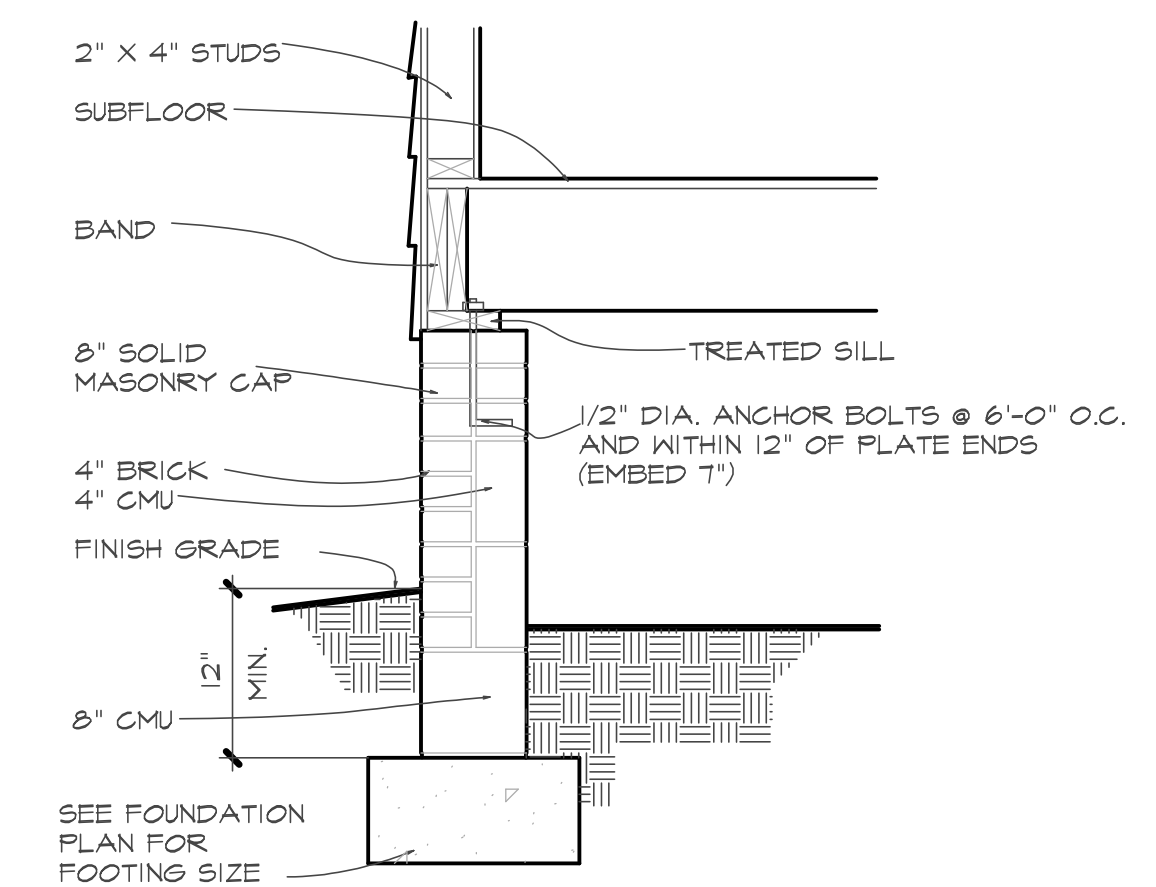 2" X 4" STUDS
SUBFLOOR
BAND
8" SOLID
MASONRY CAP
TREATED SILL
1/2" DIA. ANCHOR BOLTS @ 6'-0" O.C.
AND WITHIN 12" OF PLATE ENDS
(EMBED 7")
4" BRICK
4" CMU
FINISH GRADE
12"
MIN.
8" CMU
SEE FOUNDATION
PLAN FOR
FOOTING SIZE